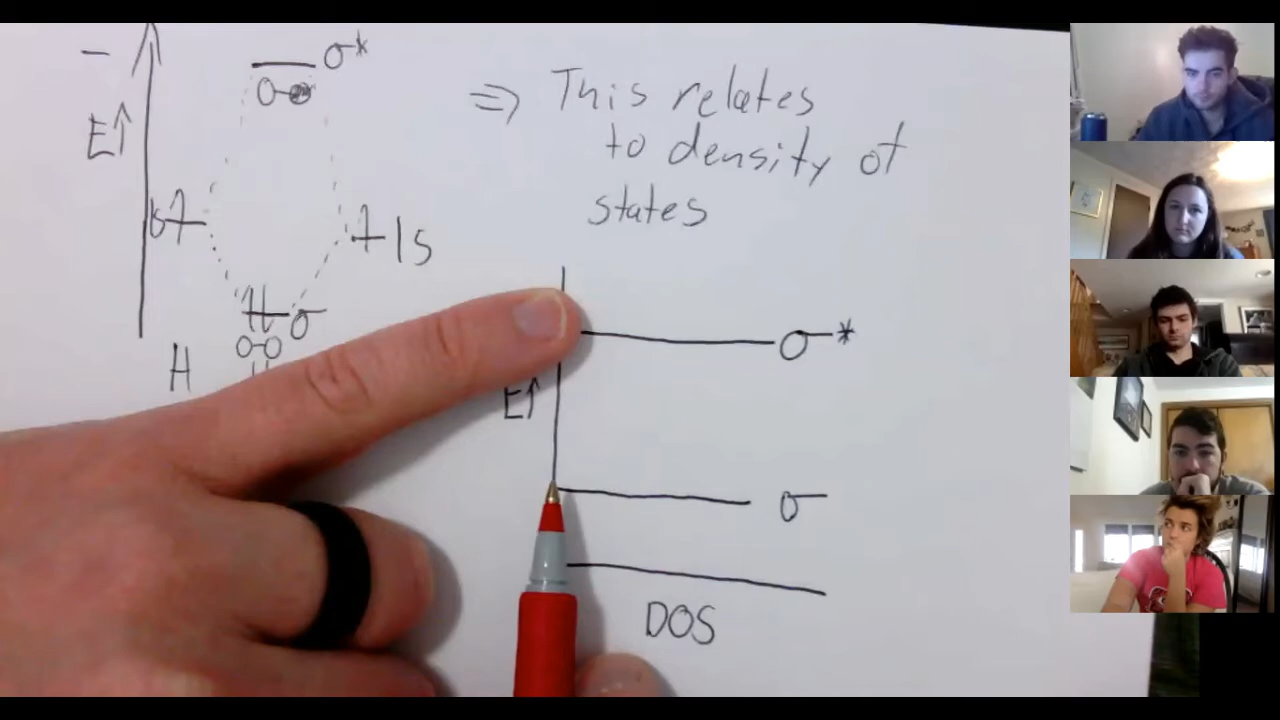 —
σ*
E↑
⇒ This relates
to density of
states
1s
σ
H
σ*
E↑
σ
DOS